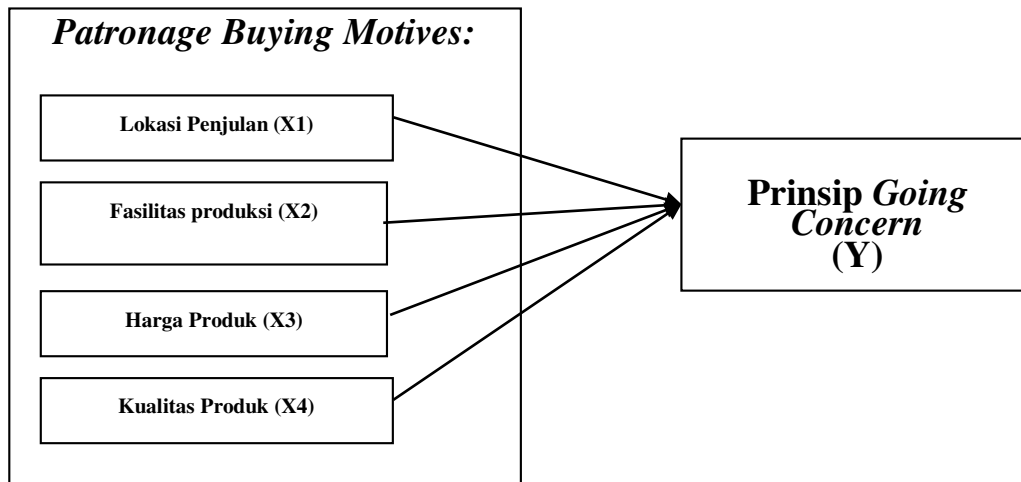 Patronage Buying Motives:
Lokasi Penjulan (X1)
Fasilitas produksi (X2)
Harga Produk (X3)
Kualitas Produk (X4)
Prinsip Going
Concern
(Y)